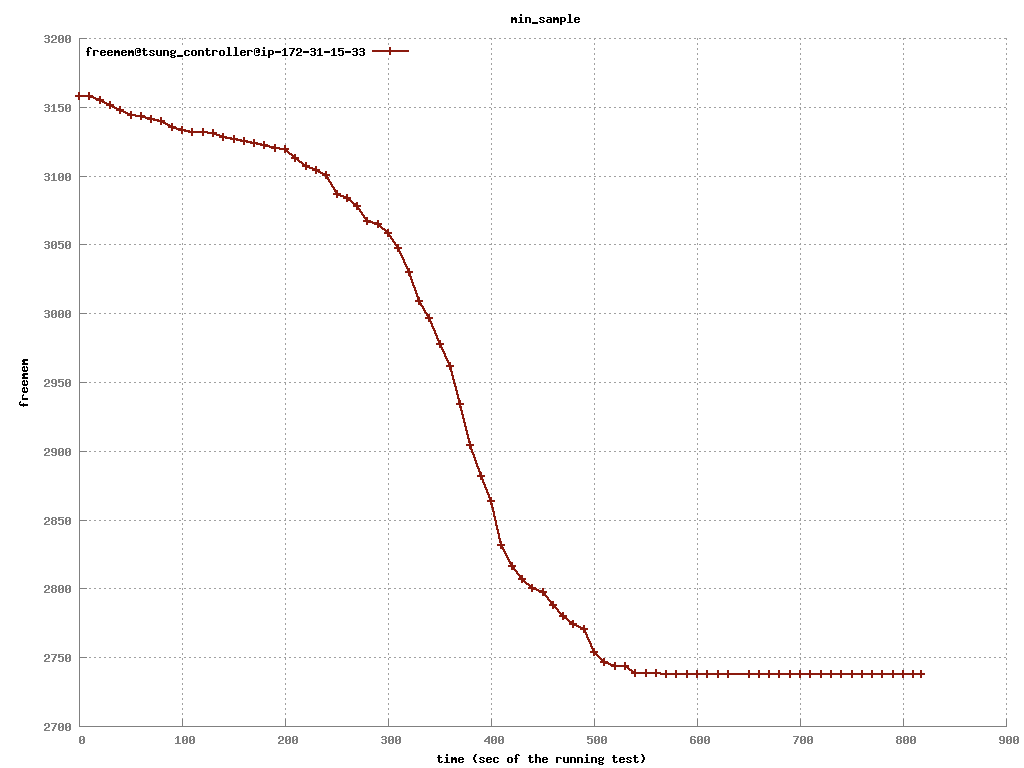 min_sample
freemem@tsung_controller@ip-172-31-15-33
3200
3150
3100
3050
3000
2950
2900
2850
2800
2750
2700
freemem
0 100 200 300 400 500 600 700 800 900
time (sec of the running test)